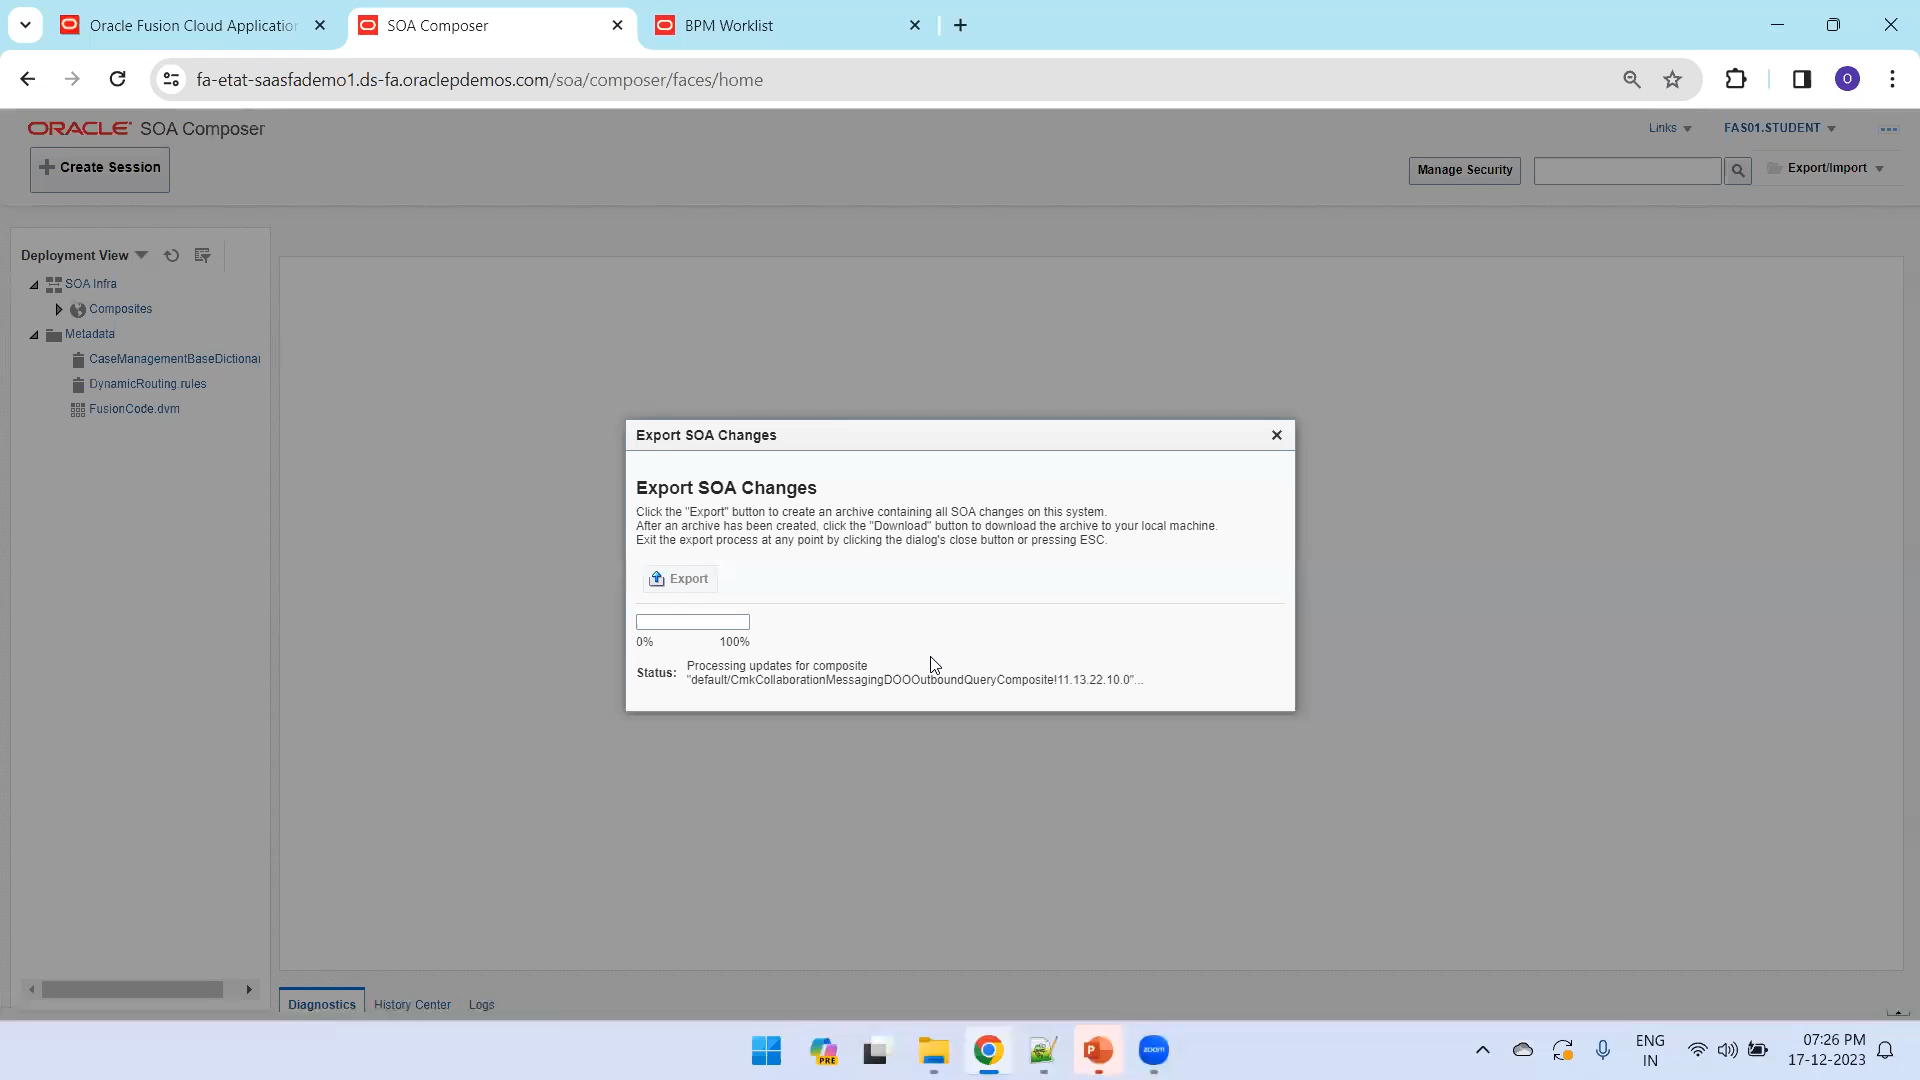 Oracle Fusion Cloud Application
SOA Composer
BPM Worklist
fa-etat-saasfademo1.ds-fa.oraclepdemos.com/soa/composer/faces/home
O
ORACLE SOA Composer
Links
FAS01.STUDENT
Create Session
Manage Security
Export/Import
Deployment View
SOA Infra
Composites
Metadata
CaseManagementBaseDictionar
DynamicRouting.rules
FusionCode.dvm
Export SOA Changes
Export SOA Changes
Click the "Export" button to create an archive containing all SOA changes on this system.
After an archive has been created, click the "Download" button to download the archive to your local machine.
Exit the export process at any point by clicking the dialog's close button or pressing ESC.
Export
0% 100%
Status: Processing updates for composite
"default/CmkCollaborationMessagingDOOOutboundQueryComposite!11.13.22.10.0"...
Diagnostics
History Center
Logs
PRE
P
zoom
ENG
IN
07:26 PM
17-12-2023